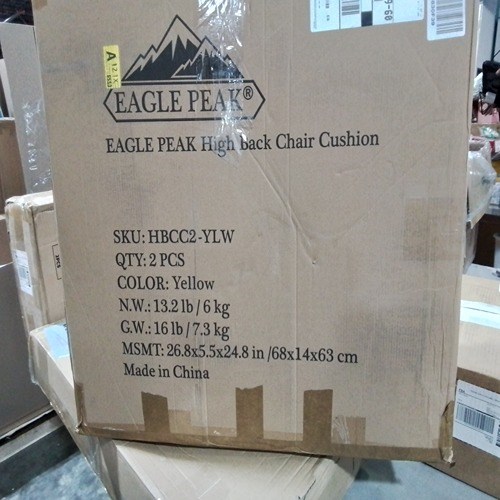 EAGLE PEAK®
EAGLE PEAK High Back Chair Cushion
SKU: HBCC2-YLW
QTY: 2 PCS
COLOR: Yellow
N.W.: 13.2 lb / 6 kg
G.W.: 16 lb / 7.3 kg
MSMT: 26.8x5.5x24.8 in /68x14x63 cm
Made in China